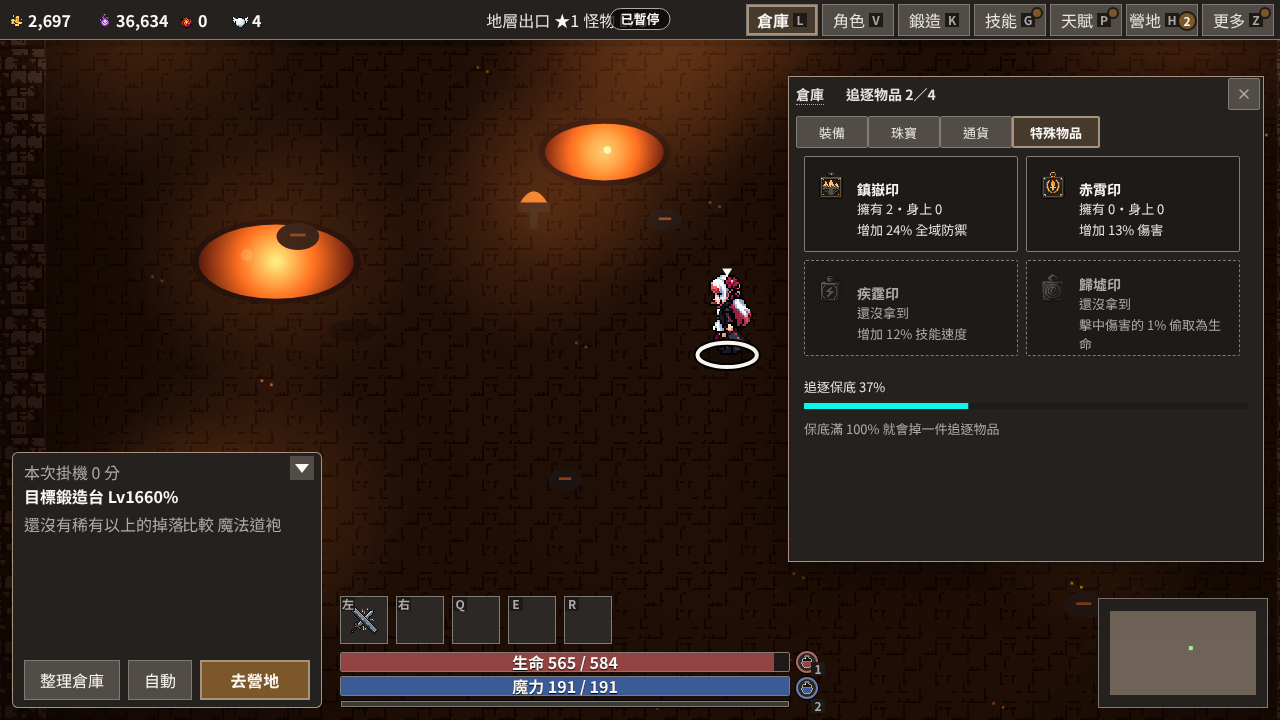 2,697 36,634 0 4
地層出口 ★1 怪物 已暫停
倉庫 L 角色 V 鍛造 K 技能 G 天賦 P 營地 H 2 更多 Z
倉庫 追逐物品 2／4
裝備 珠寶 通貨 特殊物品
鎮嶽印
擁有 2・身上 0
增加 24% 全域防禦
赤霄印
擁有 0・身上 0
增加 13% 傷害
疾霆印
還沒拿到
增加 12% 技能速度
歸墟印
還沒拿到
擊中傷害的 1% 偷取為生
命
追逐保底 37%
保底滿 100% 就會掉一件追逐物品
本次掛機 0 分
目標鍛造台 Lv1660%
還沒有稀有以上的掉落比較 魔法道袍
整理倉庫 自動 去營地
左 右 Q E R
生命 565 / 584
1
魔力 191 / 191
2